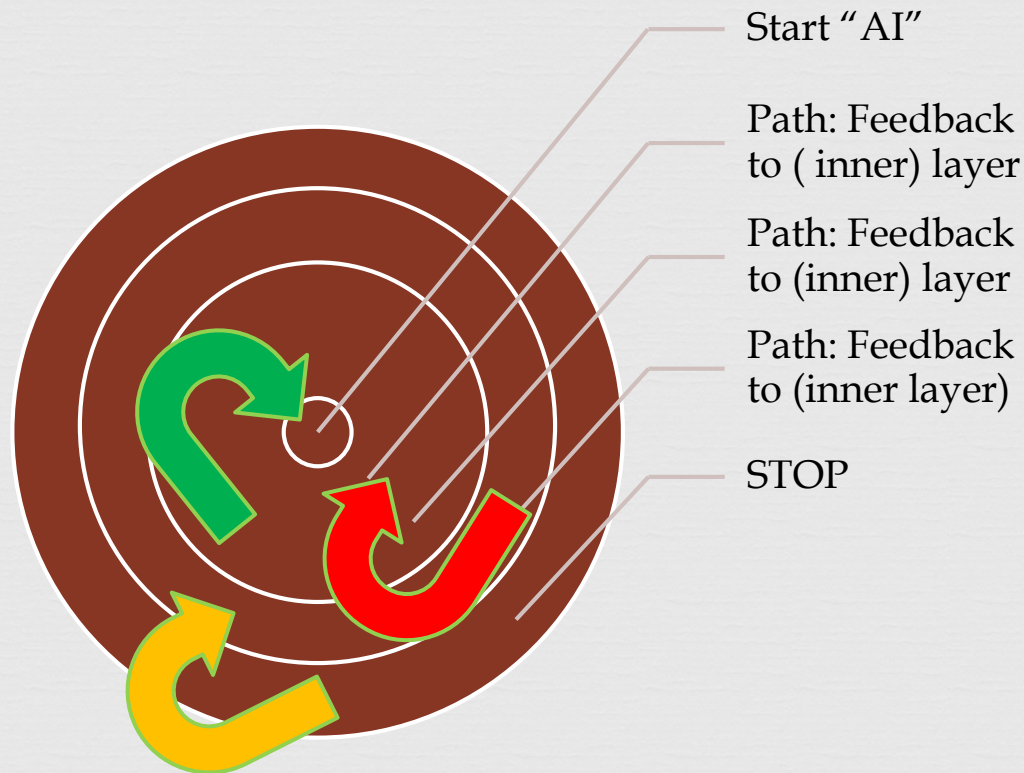 Start “AI”
Path: Feedback
to ( inner) layer
Path: Feedback
to (inner) layer
Path: Feedback
to (inner layer)
STOP